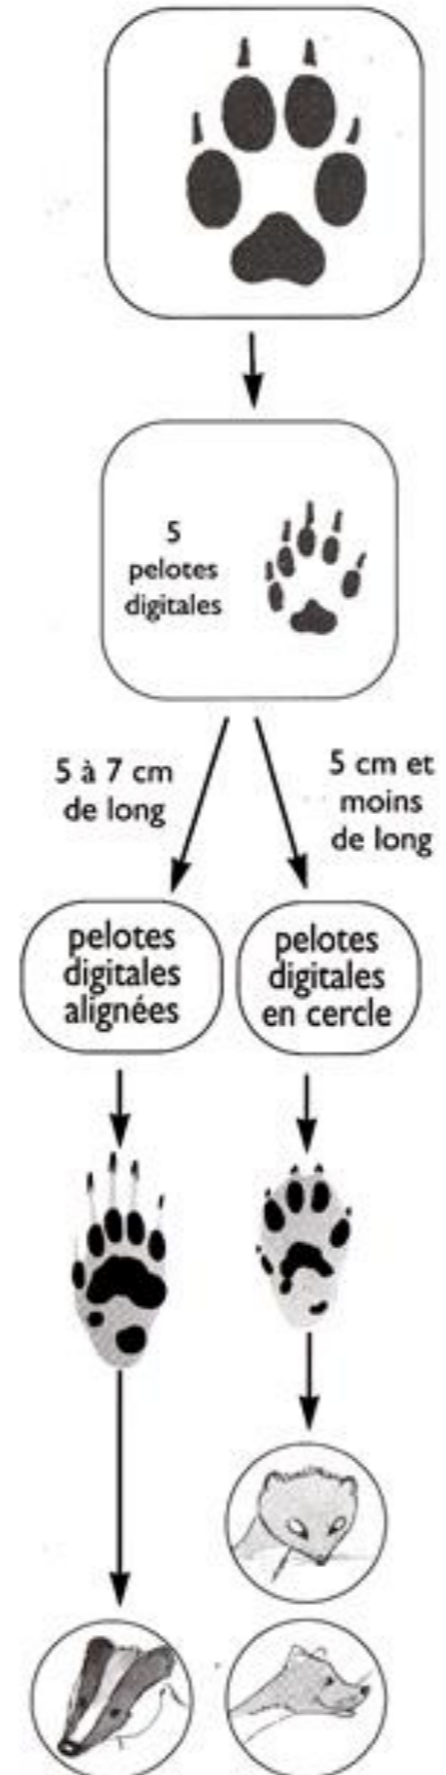 5
pelotes
digitales
5 à 7 cm
de long
5 cm et
moins
de long
pelotes
digitales
alignées
pelotes
digitales
en cercle